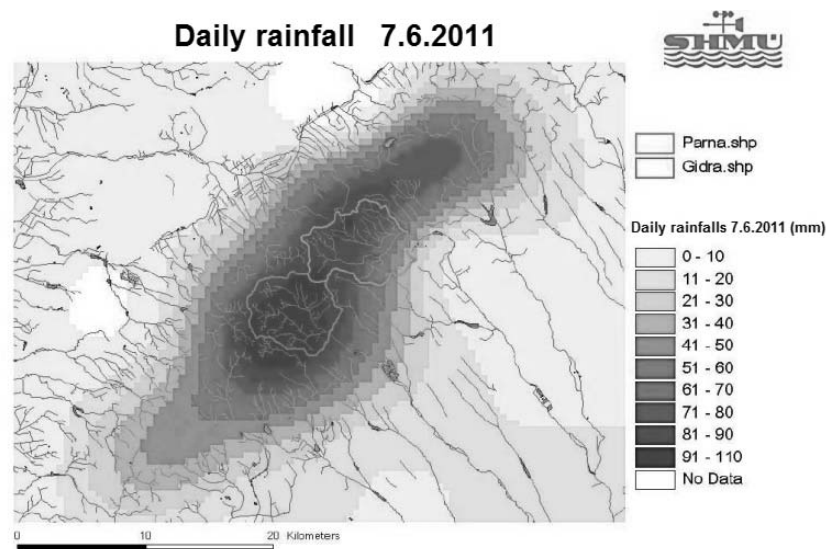 Daily rainfall 7.6.2011
SHMÚ
Parna.shp
Gidra.shp
Daily rainfalls 7.6.2011 (mm)
0 - 10
11 - 20
21 - 30
31 - 40
41 - 50
51 - 60
61 - 70
71 - 80
81 - 90
91 - 110
No Data
0 10 20 Kilometers